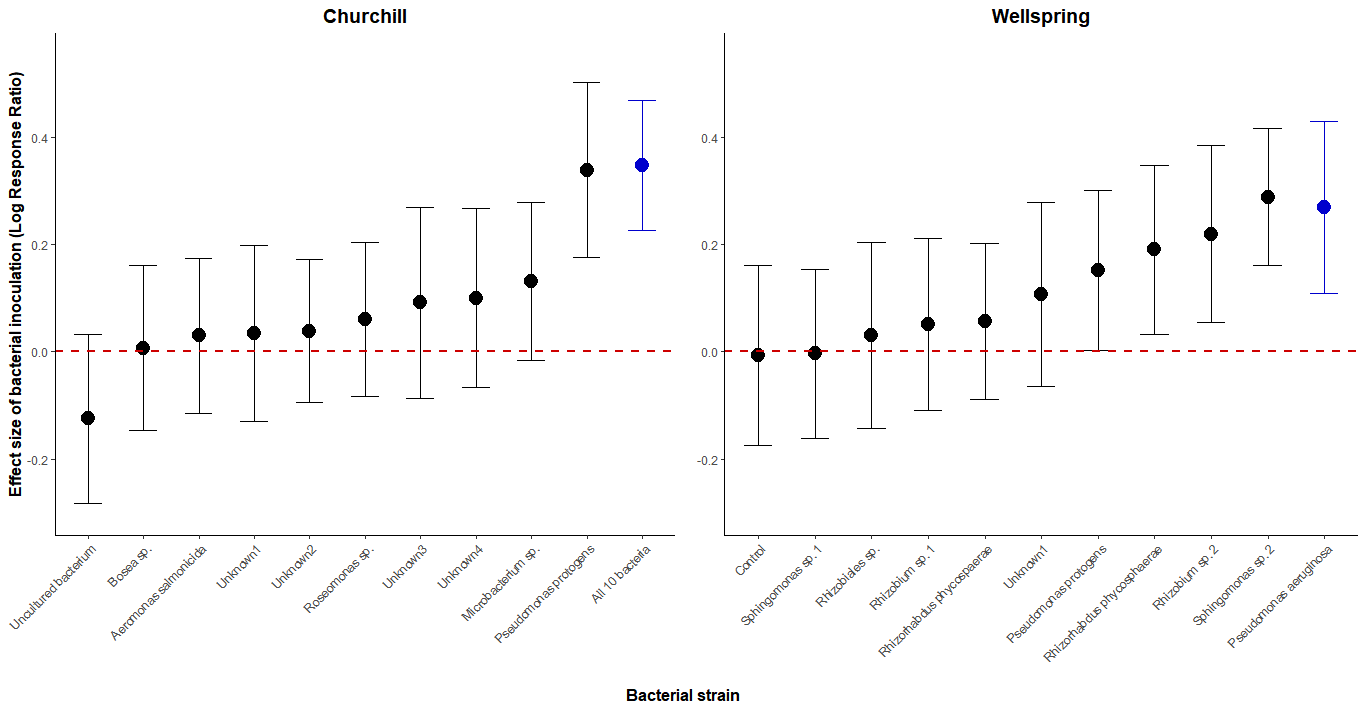 Churchill
Wellspring
Effect size of bacterial inoculation (Log Response Ratio)
0.4
0.2
0.0
-0.2
0.4
0.2
0.0
-0.2
Uncultured bacterium
Bosea sp.
Aeromonas salmonicida
Unknown1
Unknown2
Roseomonas sp.
Unknown3
Unknown4
Microbacterium sp.
Pseudomonas protogens
All 10 bacteria
Control
Sphingomonas sp. 1
Rhizobiales sp.
Rhizobium sp. 1
Rhizorhabdus phycospaerae
Unknown1
Pseudomonas protogens
Rhizorhabdus phycosphaerae
Rhizobium sp. 2
Sphingomonas sp. 2
Pseudomonas aeruginosa
Bacterial strain